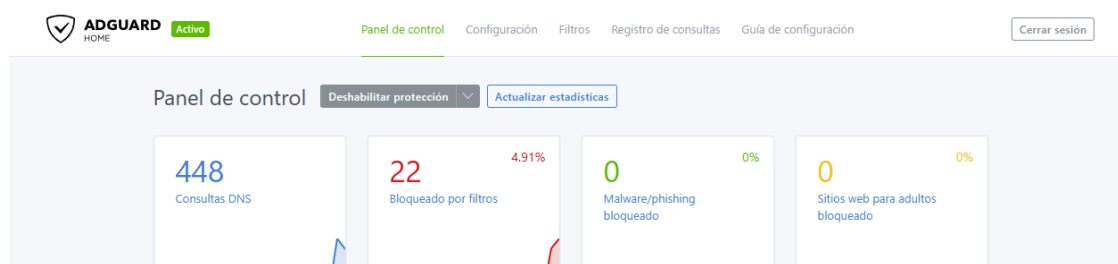 ADGUARD
HOME
Activo
Panel de control
Configuración
Filtros
Registro de consultas
Guía de configuración
Cerrar sesión
Panel de control
Deshabilitar protección
Actualizar estadísticas
448
Consultas DNS
4.91%
22
Bloqueado por filtros
0%
0
Malware/phishing
bloqueado
0%
0
Sitios web para adultos
bloqueado